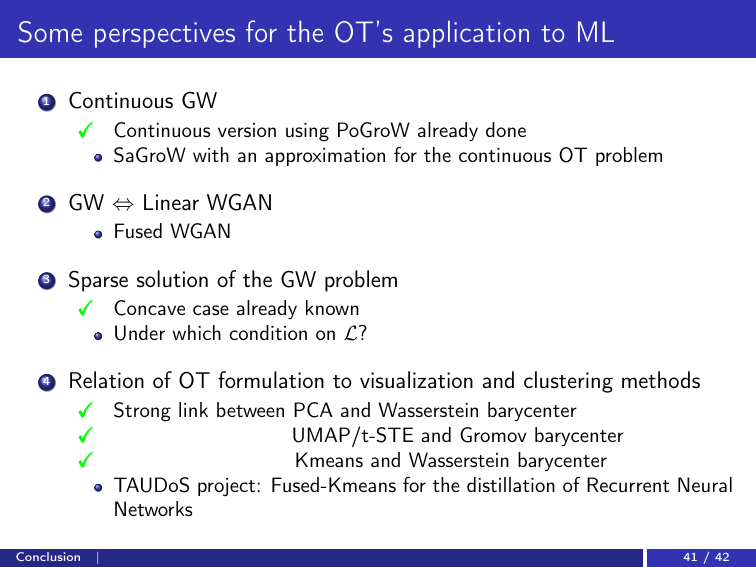 Some perspectives for the OT's application to ML
1 Continuous GW
✓ Continuous version using PoGroW already done
• SaGroW with an approximation for the continuous OT problem
2 GW ⇔ Linear WGAN
• Fused WGAN
3 Sparse solution of the GW problem
✓ Concave case already known
• Under which condition on ℒ?
4 Relation of OT formulation to visualization and clustering methods
✓ Strong link between PCA and Wasserstein barycenter
✓ UMAP/t-STE and Gromov barycenter
✓ Kmeans and Wasserstein barycenter
• TAUDoS project: Fused-Kmeans for the distillation of Recurrent Neural
Networks
Conclusion | 41 / 42